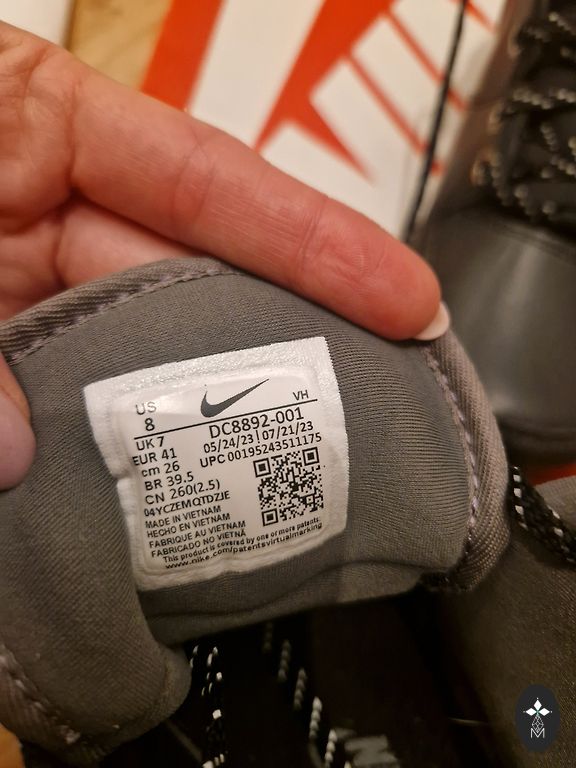 US
8
UK 7
EUR 41
cm 26
BR 39.5
CN 260(2.5)
04YCZEMQTDZJE
VH
DC8892-001
05/24/23 | 07/21/23
UPC 00195243511175
MADE IN VIETNAM
HECHO EN VIETNAM
FABRIQUE AU VIETNAM
FABRICADO NO VIETNÃ
This product is covered by one or more patents:
www.nike.com/patentsvirtualmarking
M